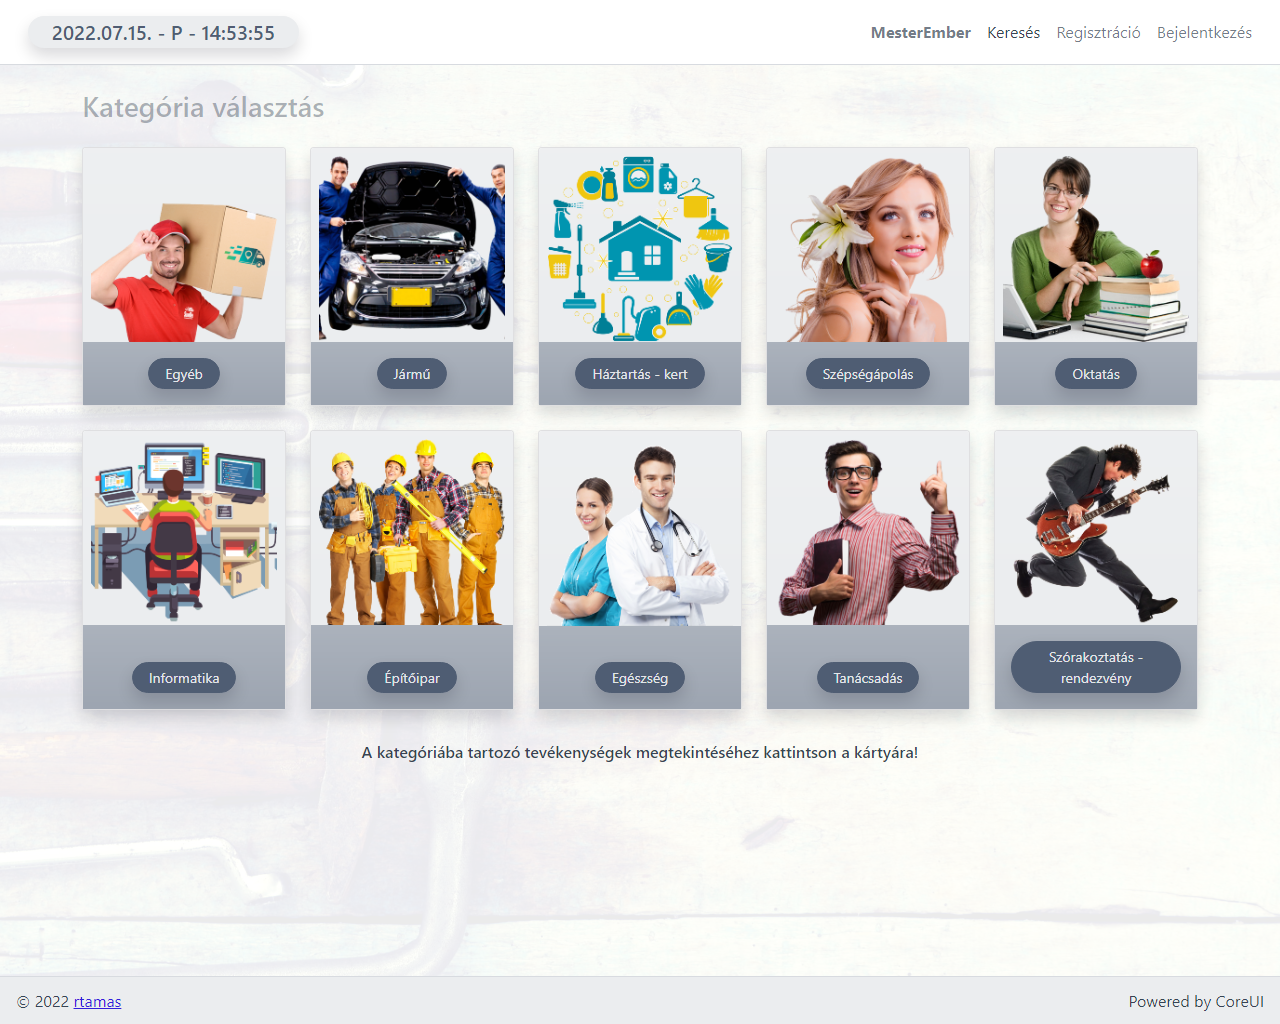 2022.07.15. - P - 14:53:55
MesterEmber Keresés Regisztráció Bejelentkezés
Kategória választás
Egyéb
Jármű
Háztartás - kert
Szépségápolás
Oktatás
Informatika
Építőipar
Egészség
Tanácsadás
Szórakoztatás -
rendezvény
A kategóriába tartozó tevékenységek megtekintéséhez kattintson a kártyára!
© 2022 rtamas
Powered by CoreUI